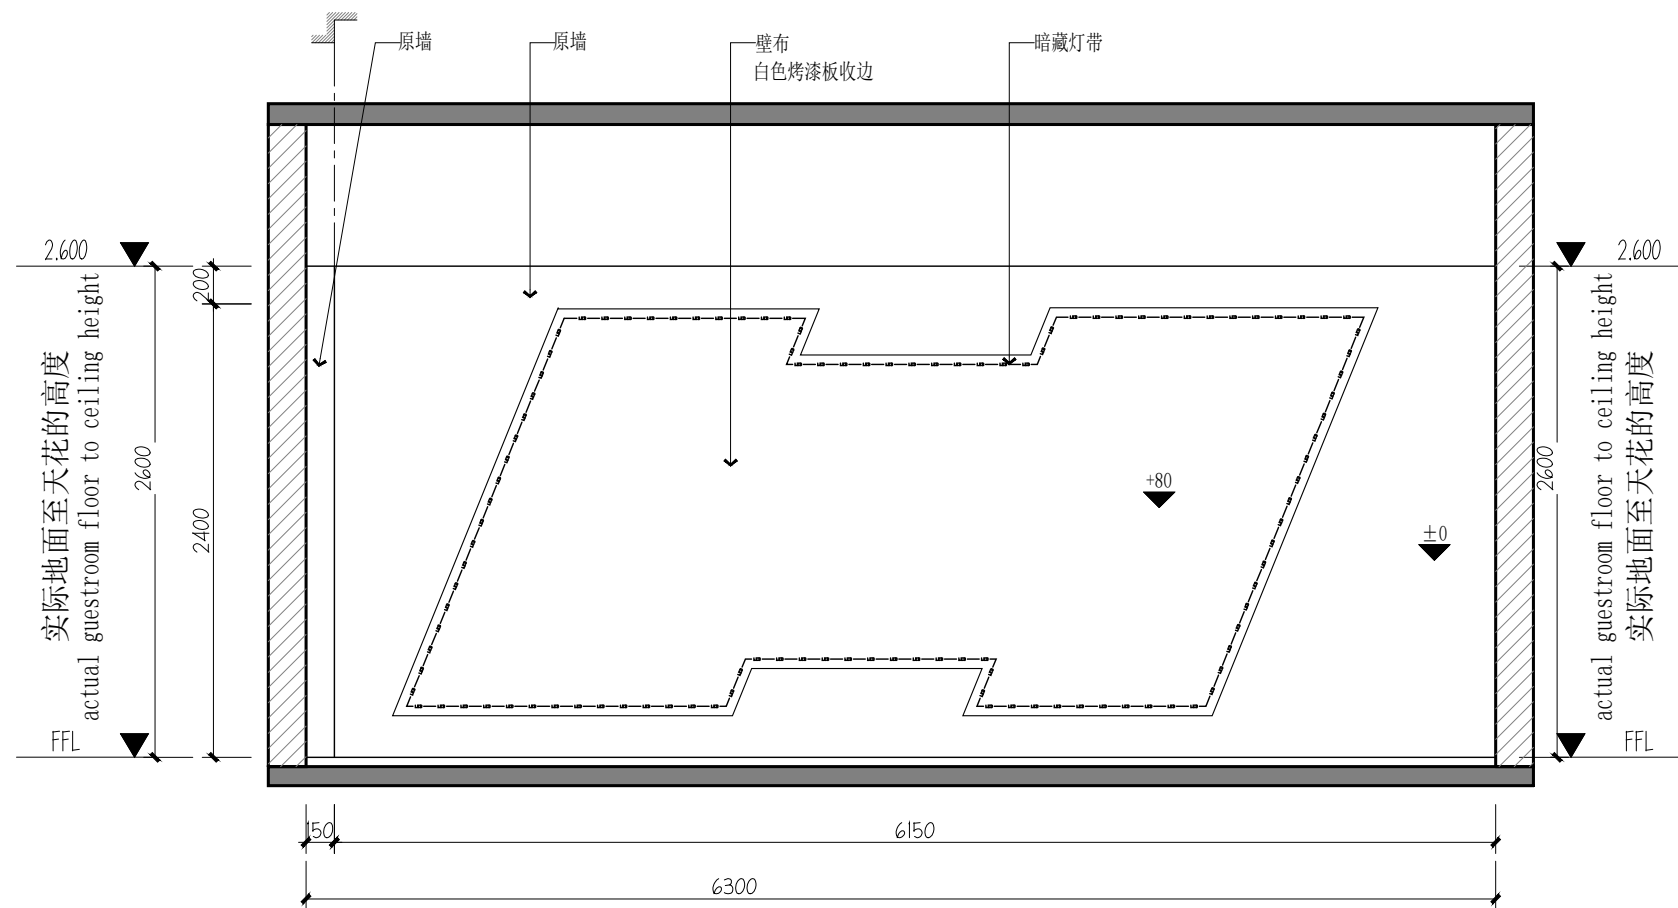 原墙
原墙
壁布
白色烤漆板收边
暗藏灯带
2.600
2.600
200
实际地面至天花的高度
actual guestroom floor to ceiling height
2600
2400
+80
±0
2600
actual guestroom floor to ceiling height
实际地面至天花的高度
FFL
FFL
150
6150
6300